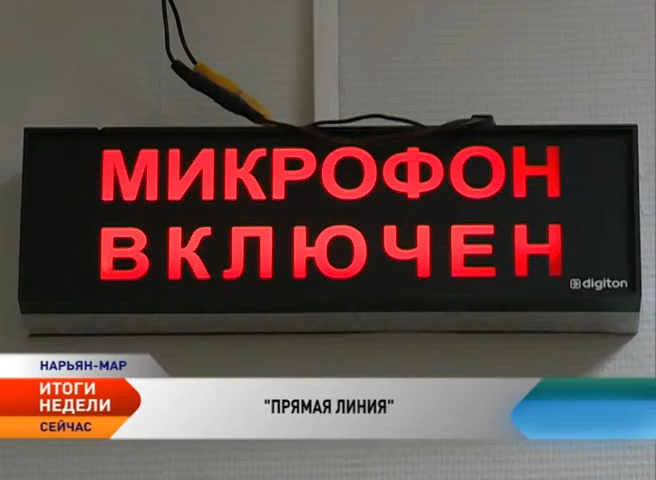 МИКРОФОН
ВКЛЮЧЕН
digiton
НАРЬЯН-МАР
ИТОГИ
НЕДЕЛИ
СЕЙЧАС
"ПРЯМАЯ ЛИНИЯ"